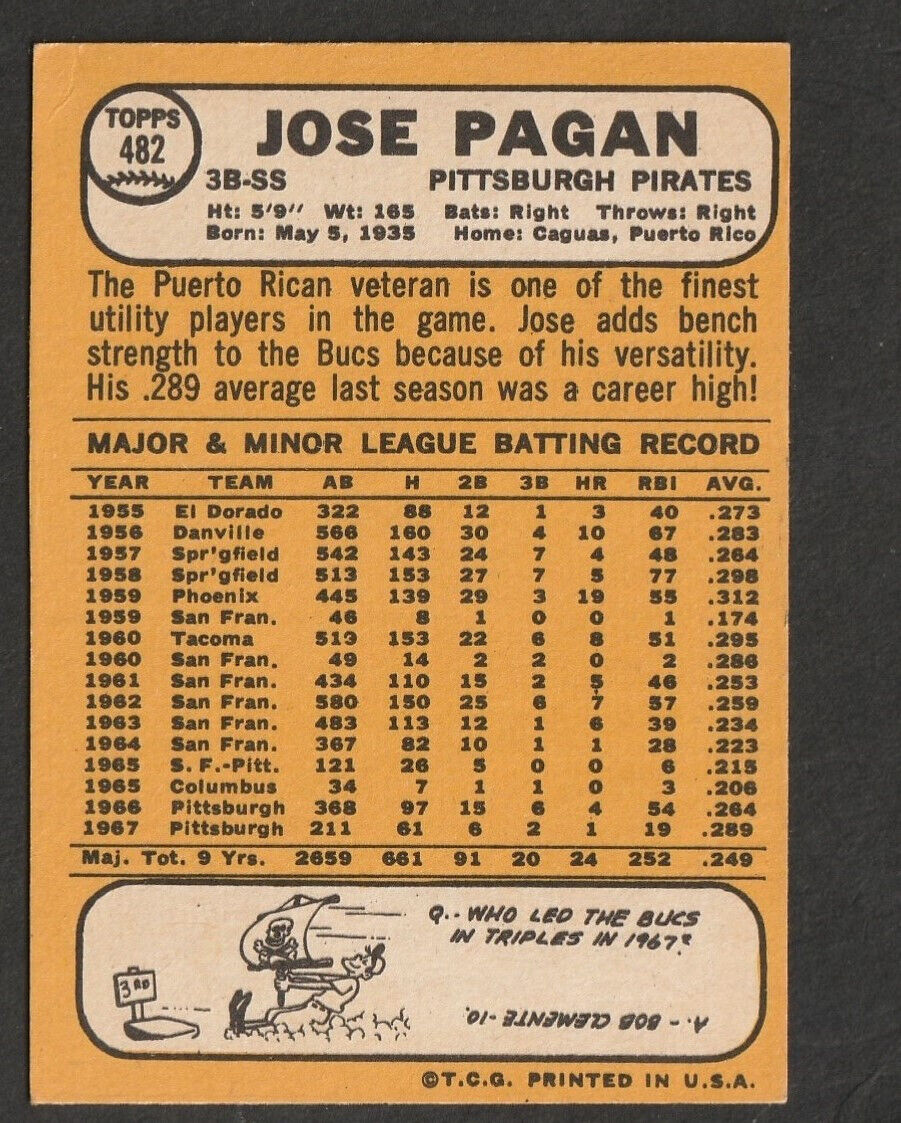 TOPPS
482
JOSE PAGAN
3B-SS PITTSBURGH PIRATES
Ht: 5'9" Wt: 165 Bats: Right Throws: Right
Born: May 5, 1935 Home: Caguas, Puerto Rico
The Puerto Rican veteran is one of the finest
utility players in the game. Jose adds bench
strength to the Bucs because of his versatility.
His .289 average last season was a career high!
MAJOR & MINOR LEAGUE BATTING RECORD
YEAR TEAM AB H 2B 3B HR RBI AVG.
1955 El Dorado 322 88 12 1 3 40 .273
1956 Danville 566 160 30 4 10 67 .283
1957 Spr'gfield 542 143 24 7 4 48 .264
1958 Spr'gfield 513 153 27 7 5 77 .298
1959 Phoenix 445 139 29 3 19 55 .312
1959 San Fran. 46 8 1 0 0 1 .174
1960 Tacoma 519 153 22 6 8 51 .295
1960 San Fran. 49 14 2 2 0 2 .286
1961 San Fran. 434 110 15 2 5 46 .253
1962 San Fran. 580 150 25 6 7 57 .259
1963 San Fran. 483 113 12 1 6 39 .234
1964 San Fran. 367 82 10 1 1 28 .223
1965 S. F.-Pitt. 121 26 5 0 0 6 .215
1965 Columbus 34 7 1 1 0 3 .206
1966 Pittsburgh 368 97 15 6 4 54 .264
1967 Pittsburgh 211 61 6 2 1 19 .289
Maj. Tot. 9 Yrs. 2659 661 91 20 24 252 .249
Q.- WHO LED THE BUCS
IN TRIPLES IN 1967?
3RD
A.- BOB CLEMENTE-10.
©T.C.G. PRINTED IN U.S.A.